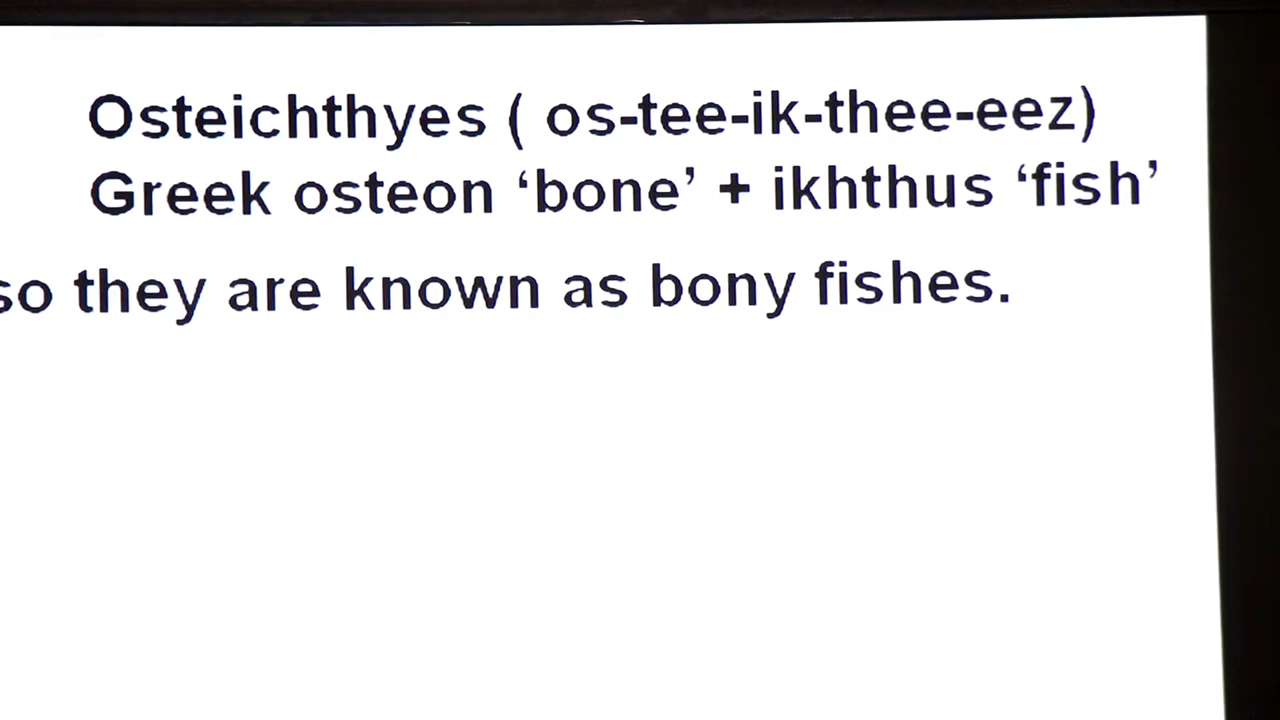 Osteichthyes ( os-tee-ik-thee-eez)
Greek osteon ‘bone’ + ikhthus ‘fish’
so they are known as bony fishes.